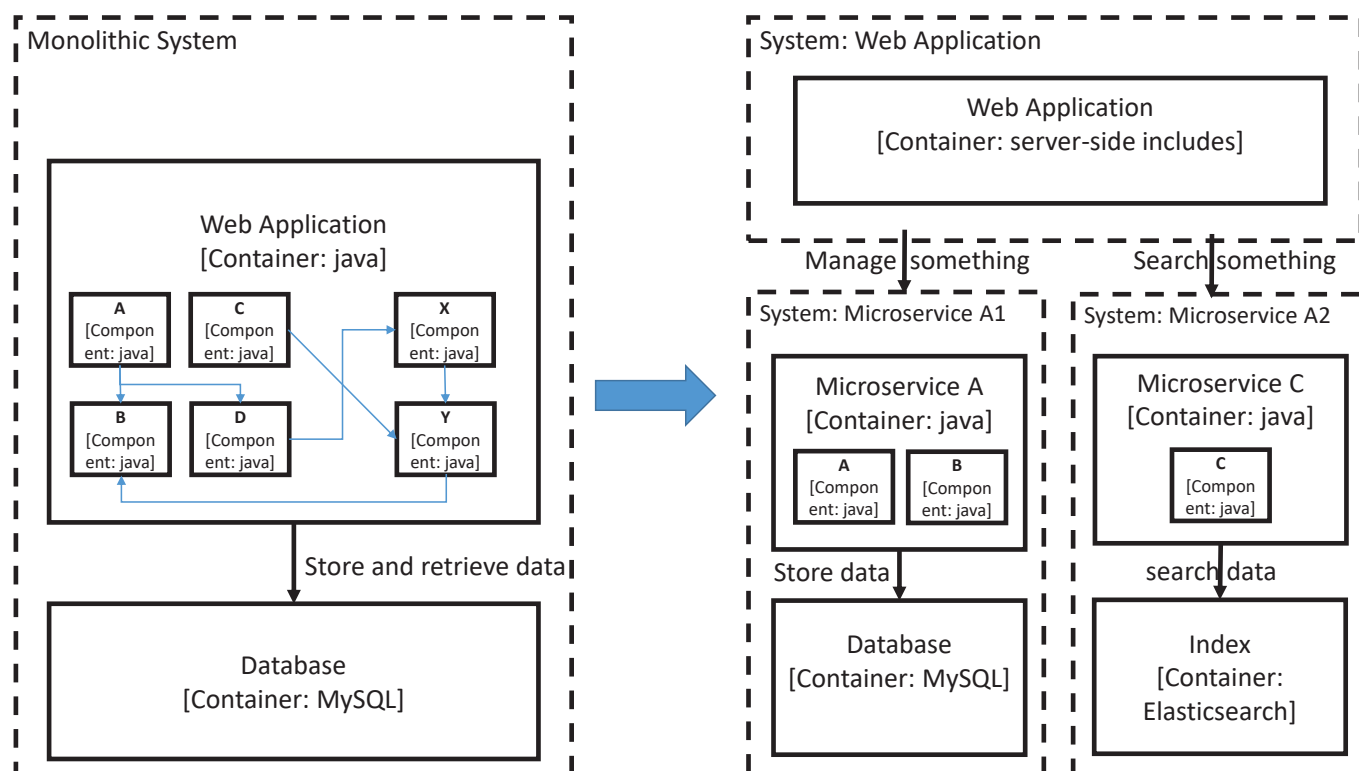 Monolithic System
Web Application
[Container: java]
A
[Compon
ent: java]
C
[Compon
ent: java]
X
[Compon
ent: java]
B
[Compon
ent: java]
D
[Compon
ent: java]
Y
[Compon
ent: java]
Store and retrieve data
Database
[Container: MySQL]
System: Web Application
Web Application
[Container: server-side includes]
Manage something
Search something
System: Microservice A1
Microservice A
[Container: java]
A
[Compon
ent: java]
B
[Compon
ent: java]
Store data
Database
[Container: MySQL]
System: Microservice A2
Microservice C
[Container: java]
C
[Compon
ent: java]
search data
Index
[Container:
Elasticsearch]